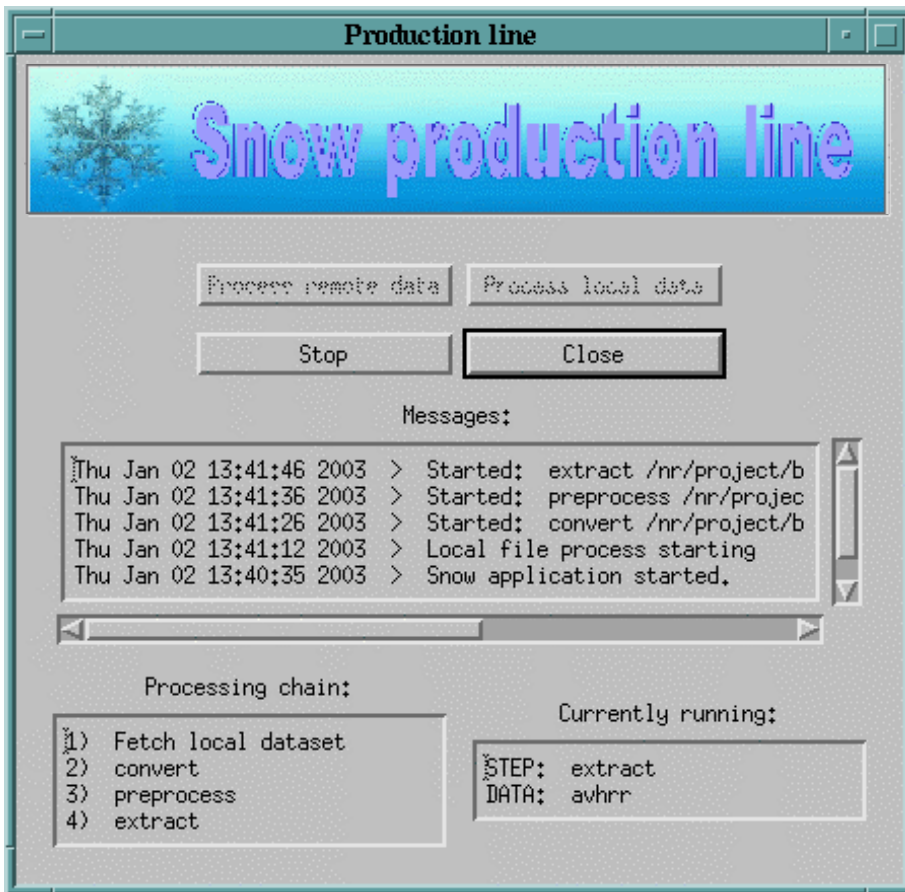 Production line
Snow production line
Process remote data
Process local data
Stop
Close
Messages:
Thu Jan 02 13:41:46 2003 > Started: extract /nr/project/b
Thu Jan 02 13:41:36 2003 > Started: preprocess /nr/projec
Thu Jan 02 13:41:26 2003 > Started: convert /nr/project/b
Thu Jan 02 13:41:12 2003 > Local file process starting
Thu Jan 02 13:40:35 2003 > Snow application started.
Processing chain:
1) Fetch local dataset
2) convert
3) preprocess
4) extract
Currently running:
STEP: extract
DATA: avhrr